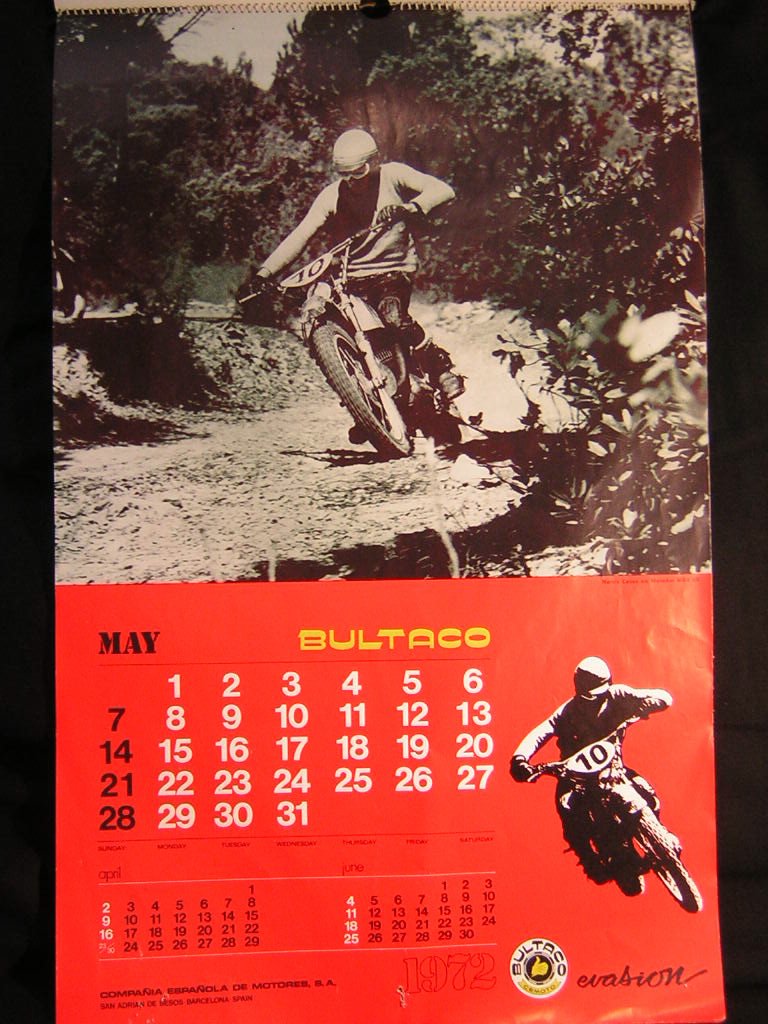 10
MAY
BULTACO
1 2 3 4 5 6
7 8 9 10 11 12 13
14 15 16 17 18 19 20
21 22 23 24 25 26 27
28 29 30 31
SUNDAY MONDAY TUESDAY WEDNESDAY THURSDAY FRIDAY SATURDAY
10
april
1
2 3 4 5 6 7 8
9 10 11 12 13 14 15
16 17 18 19 20 21 22
23/30 24 25 26 27 28 29
june
1 2 3
4 5 6 7 8 9 10
11 12 13 14 15 16 17
18 19 20 21 22 23 24
25 26 27 28 29 30
COMPAÑIA ESPAÑOLA DE MOTORES, S.A.
SAN ADRIAN DE BESOS-BARCELONA SPAIN
1972
BULTACO
CEMOTO
evasion